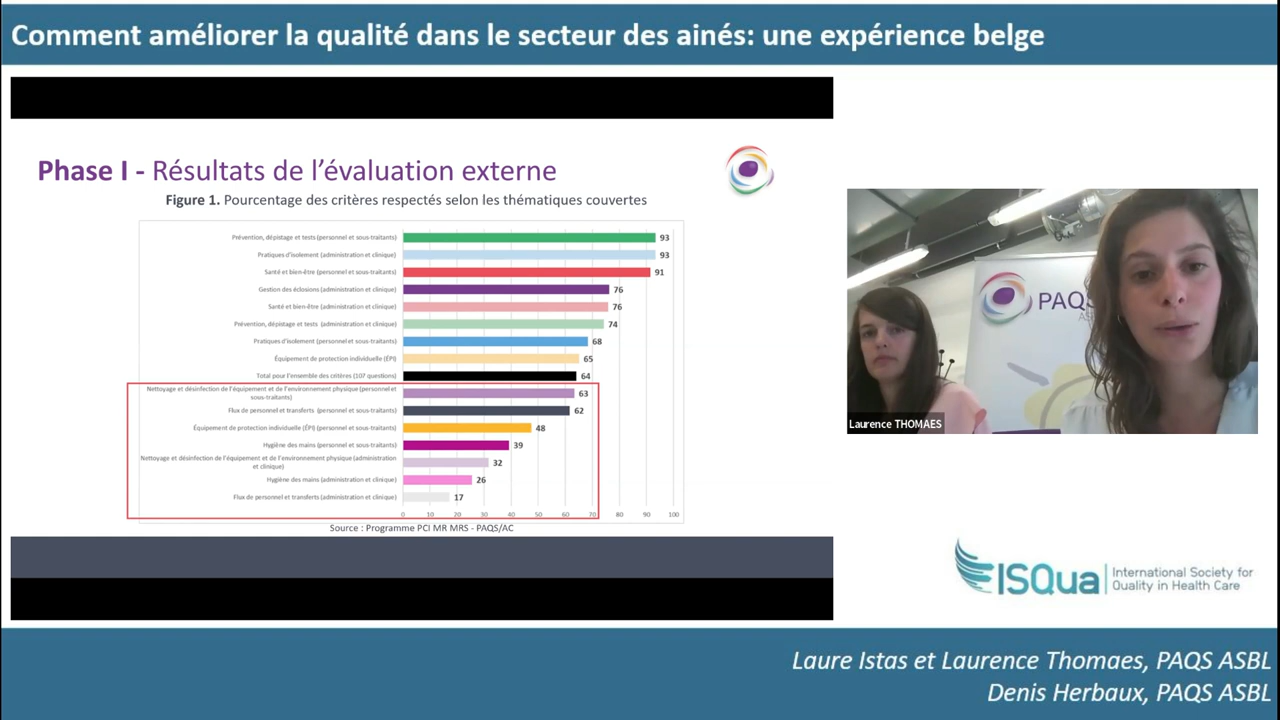 Comment améliorer la qualité dans le secteur des ainés: une expérience belge
Phase I - Résultats de l'évaluation externe
Figure 1. Pourcentage des critères respectés selon les thématiques couvertes
Prévention, dépistage et tests (personnel et sous-traitants) 93
Pratiques d'isolement (administration et clinique) 93
Santé et bien-être (personnel et sous-traitants) 91
Gestion des éclosions (administration et clinique) 76
Santé et bien-être (administration et clinique) 76
Prévention, dépistage et tests (administration et clinique) 74
Pratiques d'isolement (personnel et sous-traitants) 68
Équipement de protection individuelle (ÉPI) 65
Total pour l'ensemble des critères (107 questions) 64
Nettoyage et désinfection de l'équipement et de l'environnement physique (personnel et
sous-traitants) 63
Flux de personnel et transferts (personnel et sous-traitants) 62
Équipement de protection individuelle (ÉPI) (personnel et sous-traitants) 48
Hygiène des mains (personnel et sous-traitants) 39
Nettoyage et désinfection de l'équipement et de l'environnement physique (administration
et clinique) 32
Hygiène des mains (administration et clinique) 26
Flux de personnel et transferts (administration et clinique) 17
0 10 20 30 40 50 60 70 80 90 100
Source : Programme PCI MR MRS - PAQS/AC
PAQS
Laurence THOMAES
ISQua
International Society for
Quality in Health Care
Laure Istas et Laurence Thomaes, PAQS ASBL
Denis Herbaux, PAQS ASBL